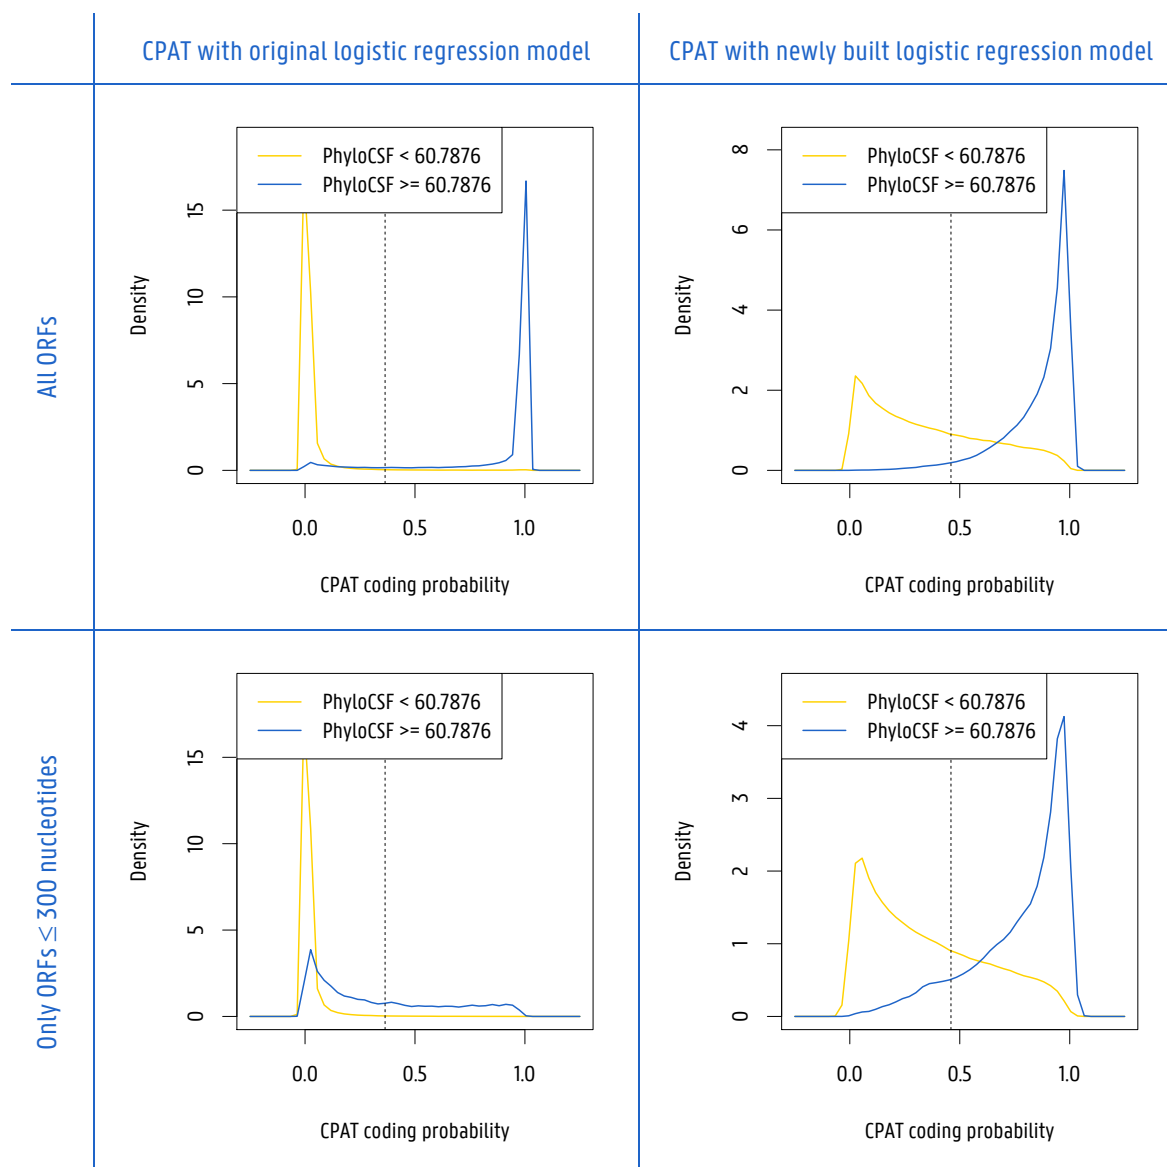 CPAT with original logistic regression model
CPAT with newly built logistic regression model
All ORFs
PhyloCSF < 60.7876
PhyloCSF >= 60.7876
Density
0
5
10
15
0.0
0.5
1.0
CPAT coding probability
PhyloCSF < 60.7876
PhyloCSF >= 60.7876
Density
0
2
4
6
8
0.0
0.5
1.0
CPAT coding probability
Only ORFs ≤ 300 nucleotides
PhyloCSF < 60.7876
PhyloCSF >= 60.7876
Density
0
5
10
15
0.0
0.5
1.0
CPAT coding probability
PhyloCSF < 60.7876
PhyloCSF >= 60.7876
Density
0
1
2
3
4
0.0
0.5
1.0
CPAT coding probability